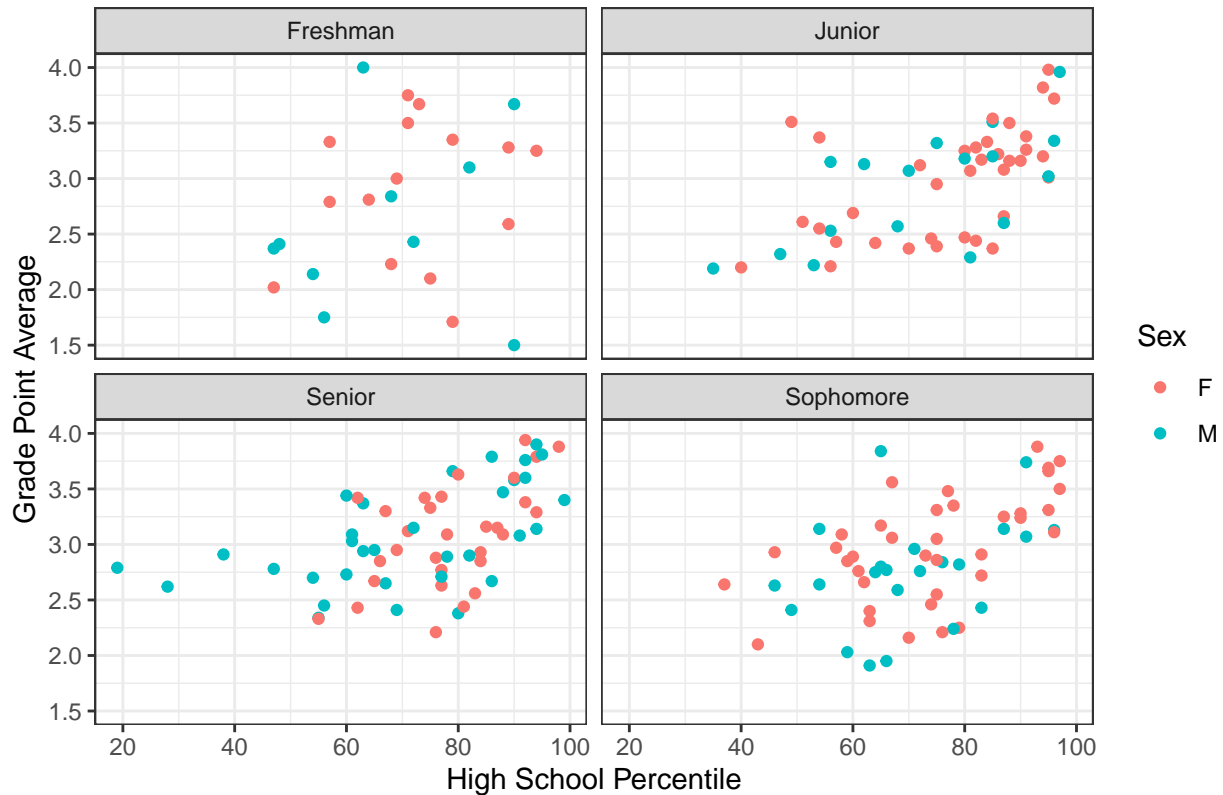 Freshman
Junior
4.0
3.5
3.0
2.5
2.0
1.5
Senior
Sophomore
4.0
3.5
3.0
2.5
2.0
1.5
20 40 60 80 100
20 40 60 80 100
High School Percentile
Grade Point Average
Sex
F
M